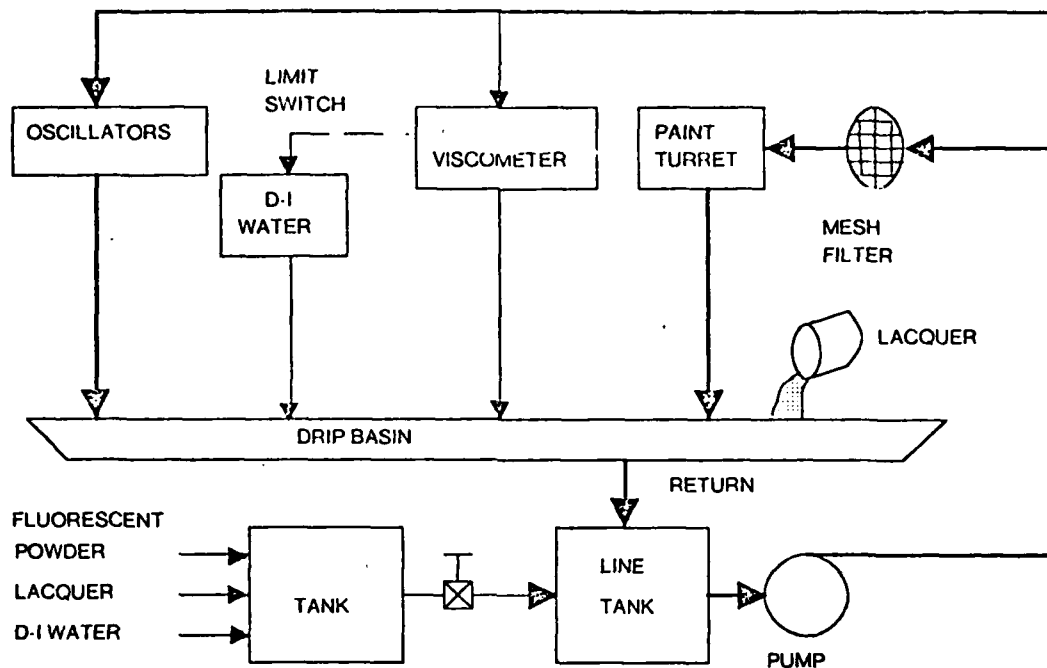 LIMIT
SWITCH
OSCILLATORS
VISCOMETER
PAINT
TURRET
D-I
WATER
MESH
FILTER
LACQUER
DRIP BASIN
RETURN
FLUORESCENT
POWDER
LACQUER
D-I WATER
TANK
LINE
TANK
PUMP